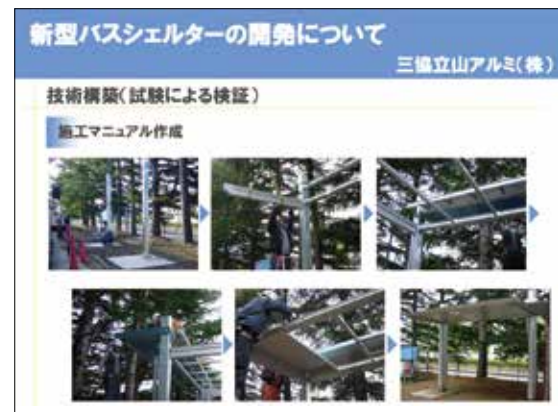 新型バスシェルターの開発について
三協立山アルミ(株)
技術構築(試験による検証)
施工マニュアル作成